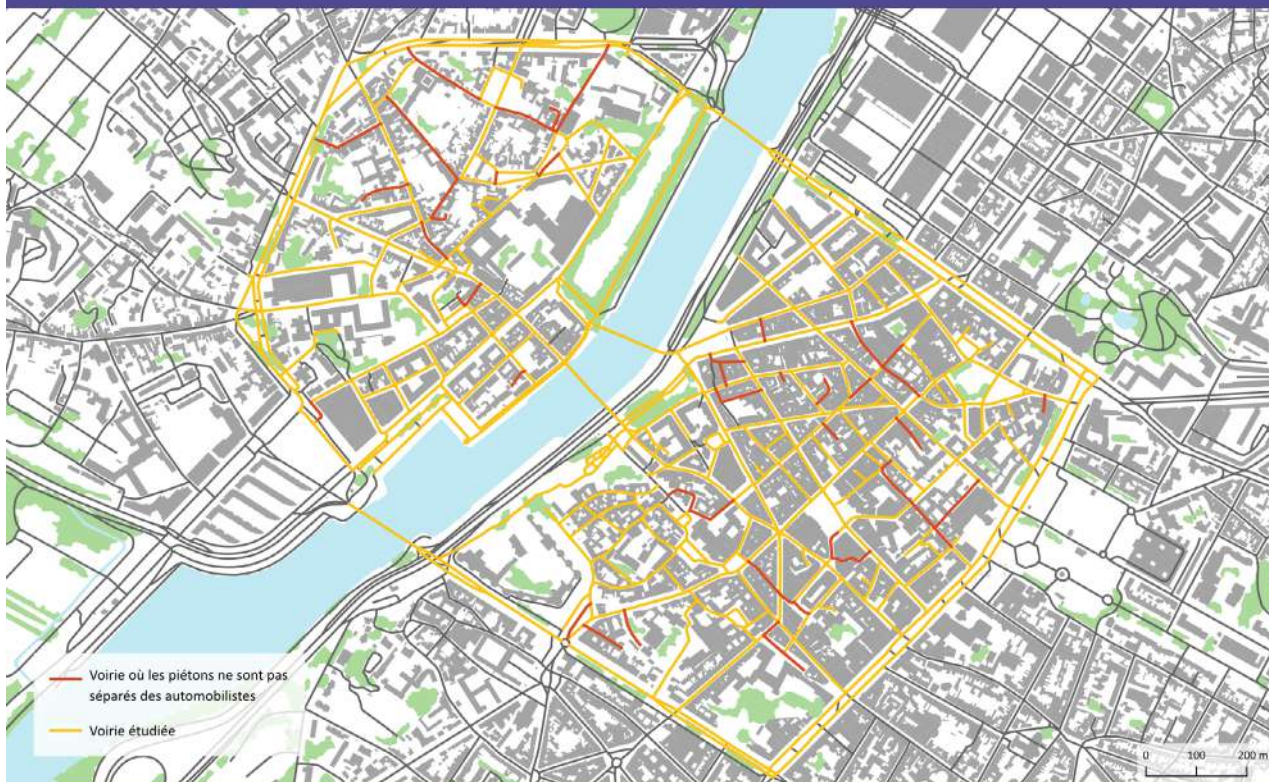 Voirie où les piétons ne sont pas
séparés des automobilistes
Voirie étudiée
0 100 200 m